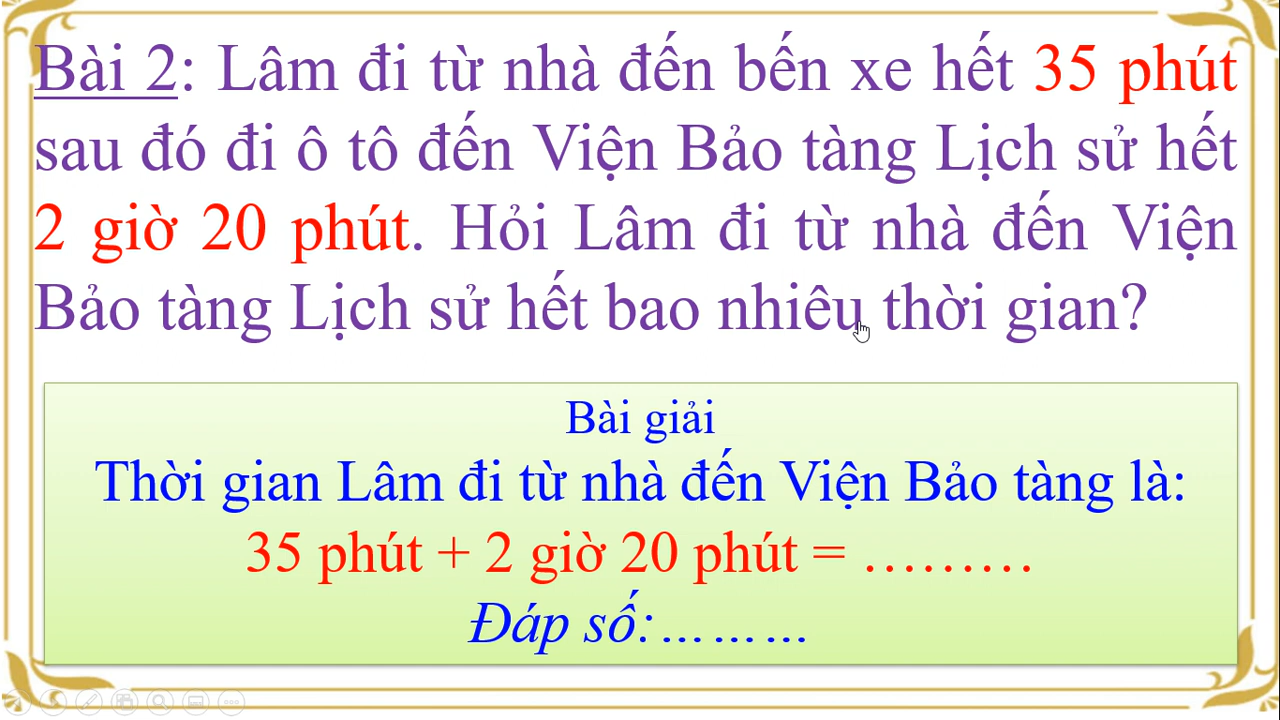 Bài 2: Lâm đi từ nhà đến bến xe hết 35 phút
sau đó đi ô tô đến Viện Bảo tàng Lịch sử hết
2 giờ 20 phút. Hỏi Lâm đi từ nhà đến Viện
Bảo tàng Lịch sử hết bao nhiêu thời gian?
Bài giải
Thời gian Lâm đi từ nhà đến Viện Bảo tàng là:
35 phút + 2 giờ 20 phút = ………
Đáp số:………